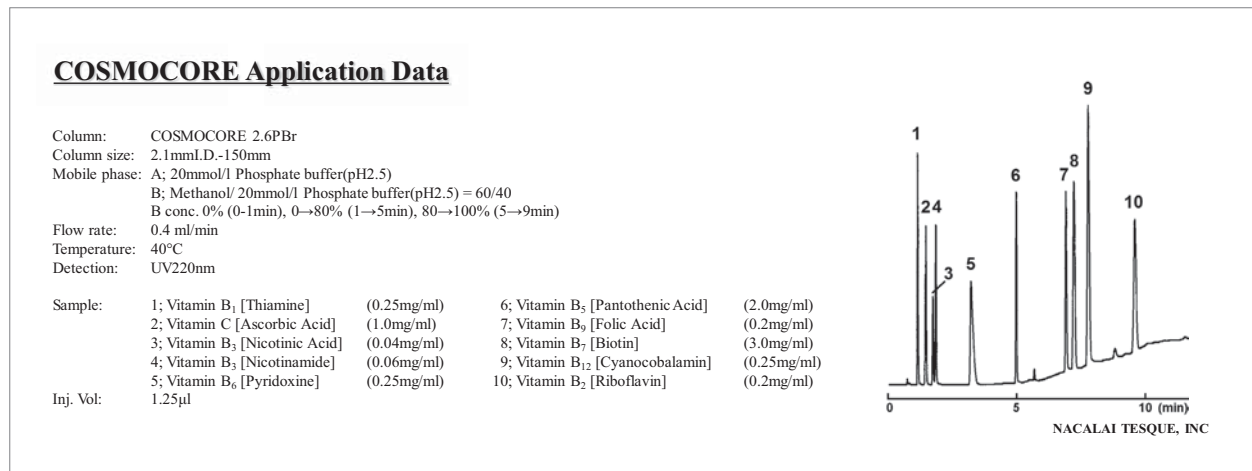 COSMOCORE Application Data
Column: COSMOCORE 2.6PBr
Column size: 2.1mmI.D.-150mm
Mobile phase: A; 20mmol/l Phosphate buffer(pH2.5)
B; Methanol/ 20mmol/l Phosphate buffer(pH2.5) = 60/40
B conc. 0% (0-1min), 0→80% (1→5min), 80→100% (5→9min)
Flow rate: 0.4 ml/min
Temperature: 40°C
Detection: UV220nm
Sample: 1; Vitamin B₁ [Thiamine] (0.25mg/ml) 6; Vitamin B₅ [Pantothenic Acid] (2.0mg/ml)
2; Vitamin C [Ascorbic Acid] (1.0mg/ml) 7; Vitamin B₉ [Folic Acid] (0.2mg/ml)
3; Vitamin B₃ [Nicotinic Acid] (0.04mg/ml) 8; Vitamin B₇ [Biotin] (3.0mg/ml)
4; Vitamin B₃ [Nicotinamide] (0.06mg/ml) 9; Vitamin B₁₂ [Cyanocobalamin] (0.25mg/ml)
5; Vitamin B₆ [Pyridoxine] (0.25mg/ml) 10; Vitamin B₂ [Riboflavin] (0.2mg/ml)
Inj. Vol: 1.25μl
9
1
8
6 7
2 4 10
3
5
0 5 10 (min)
NACALAI TESQUE, INC